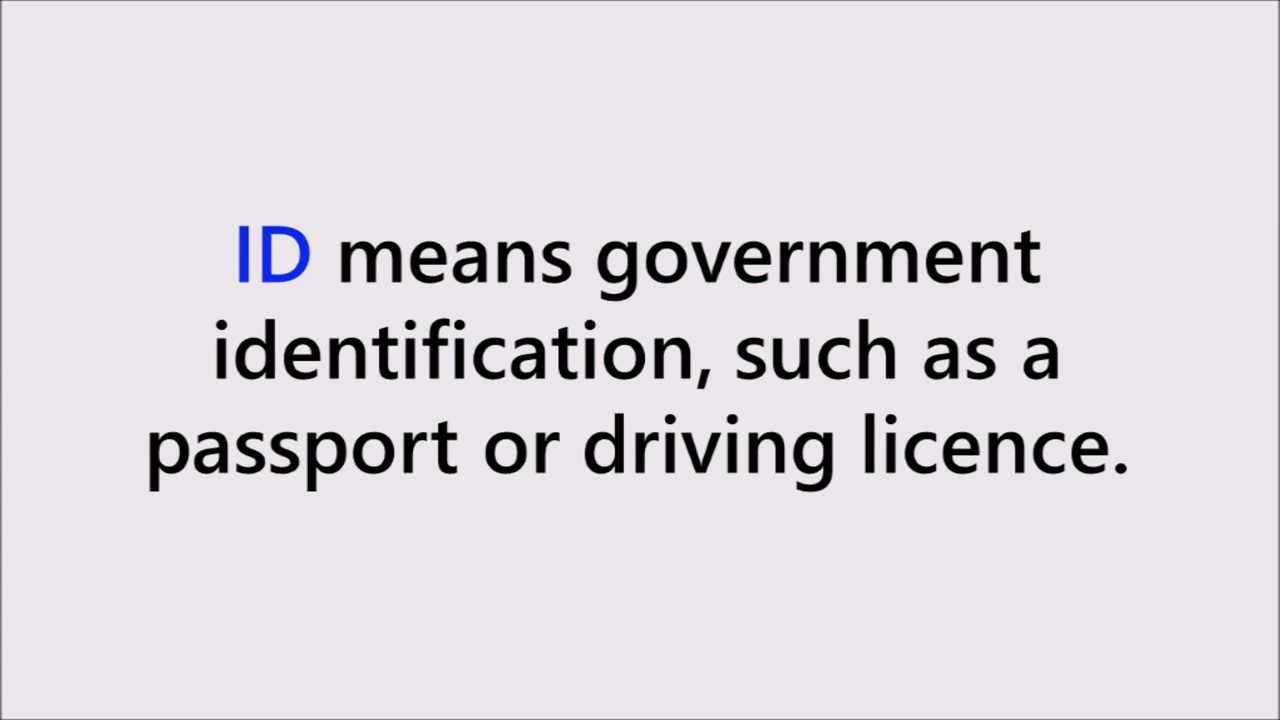 ID means government
identification, such as a
passport or driving licence.